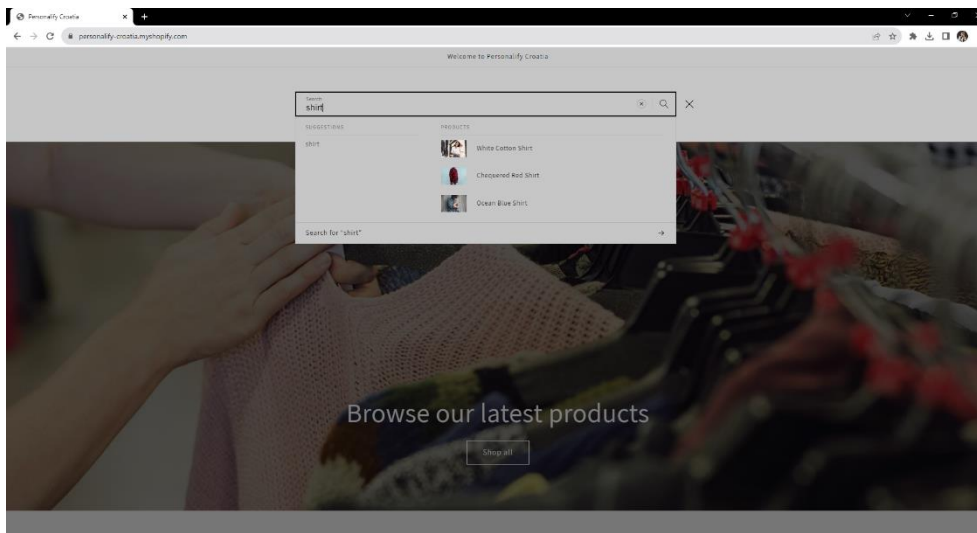 Personalify Croatia
personalify-croatia.myshopify.com
Welcome to Personalify Croatia
Search
shirt
SUGGESTIONS
shirt
PRODUCTS
White Cotton Shirt
Chequered Red Shirt
Ocean Blue Shirt
Search for "shirt"
Browse our latest products
Shop all